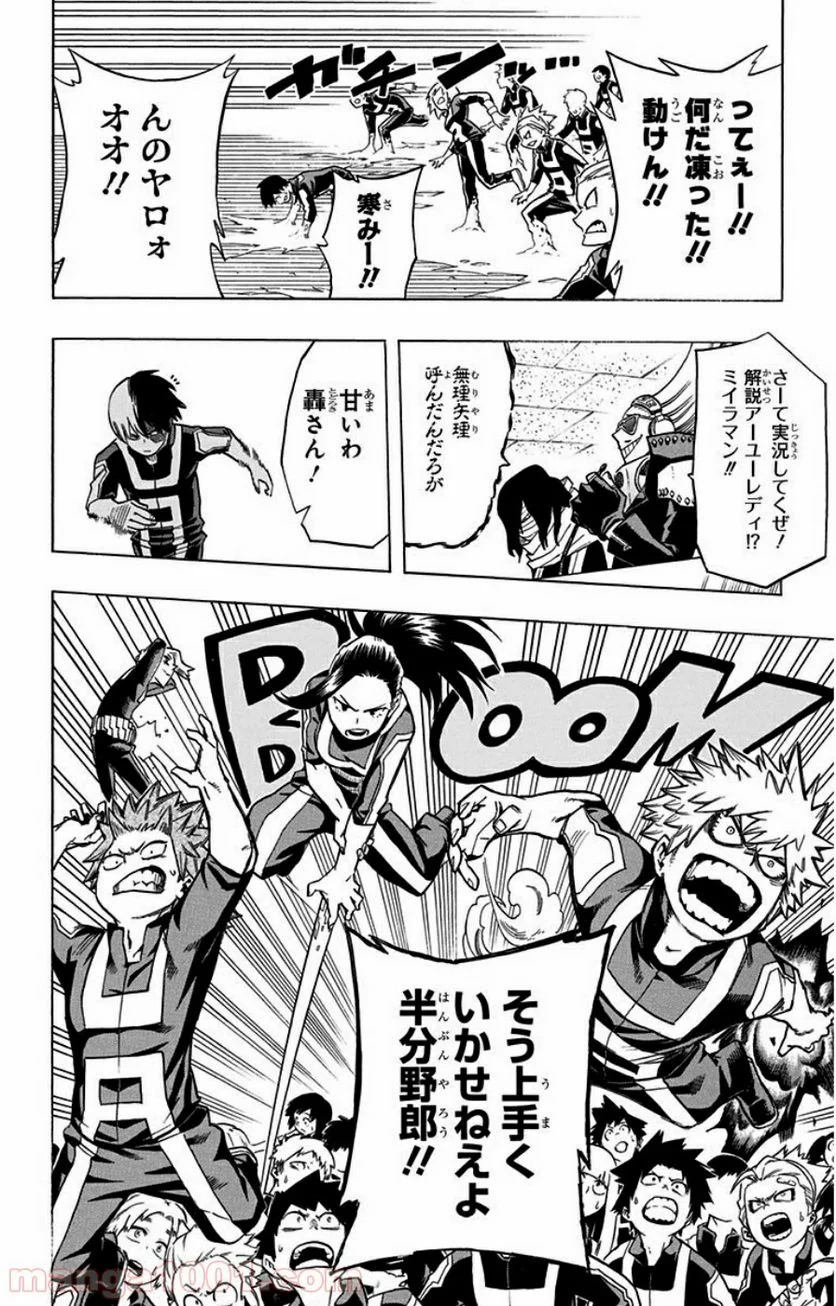 ってぇー!!
何だ凍った!!
動けん!!
ガチン
寒みー!!
んのヤロォ
オオ!!
さーて実況してくぜ!
解説アーユーレディ!?
ミイラマン!!
無理矢理
呼んだんだろが
甘いわ
轟さん!
BOOM
そう上手く
いかせねえよ
半分野郎!!